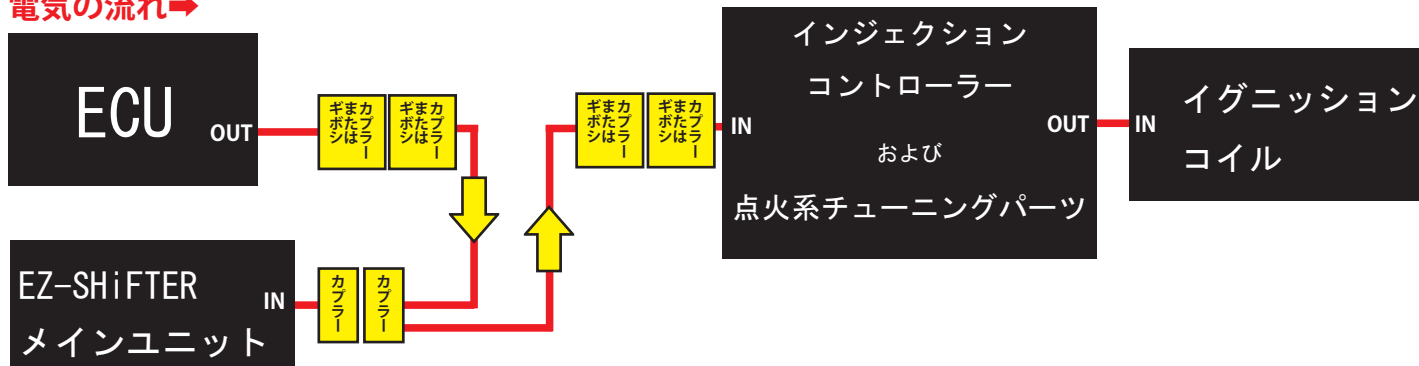 電気の流れ➡
ECU
OUT
カプラー
または
ギボシ
カプラー
または
ギボシ
カプラー
または
ギボシ
カプラー
または
ギボシ
IN
インジェクション
コントローラー
および
点火系チューニングパーツ
OUT
IN
イグニッション
コイル
EZ-SHiFTER
メインユニット
IN
カプラー
カプラー